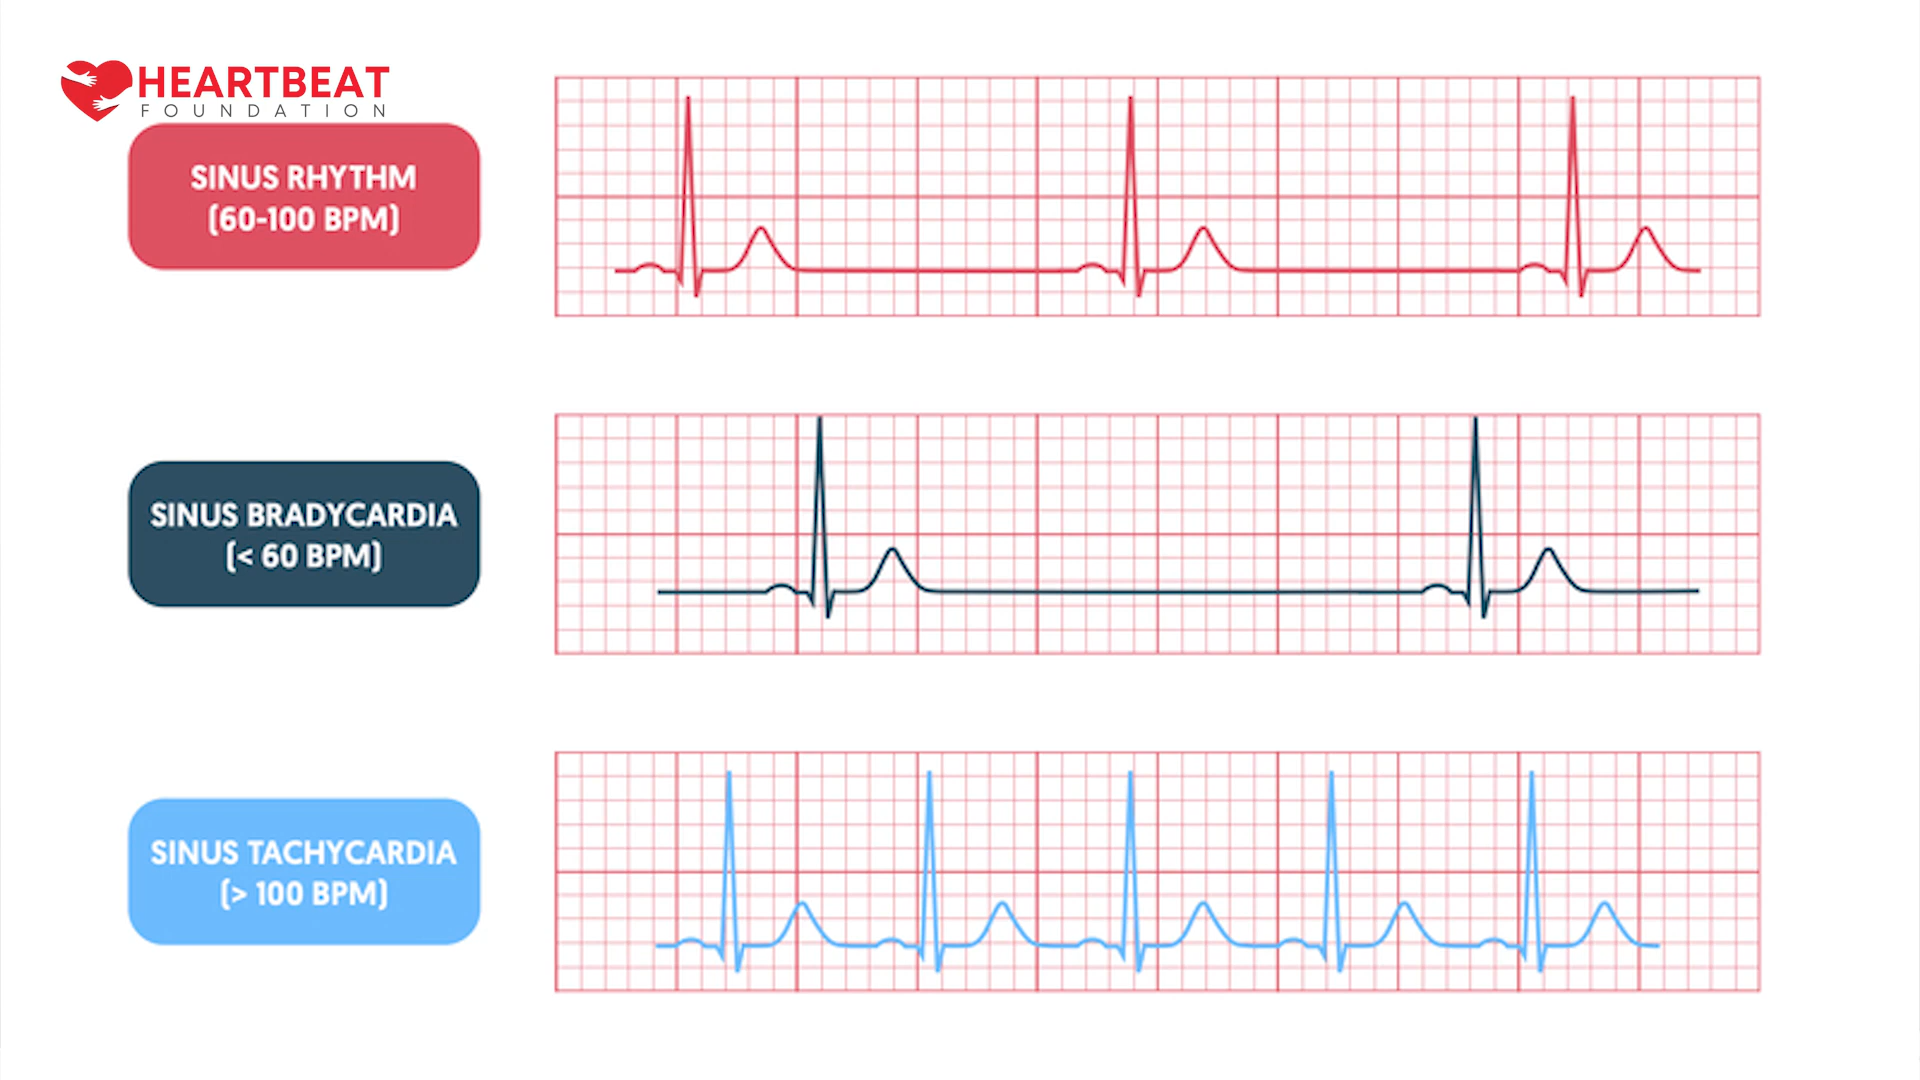 HEARTBEAT
FOUNDATION
SINUS RHYTHM
(60-100 BPM)
SINUS BRADYCARDIA
(< 60 BPM)
SINUS TACHYCARDIA
(> 100 BPM)